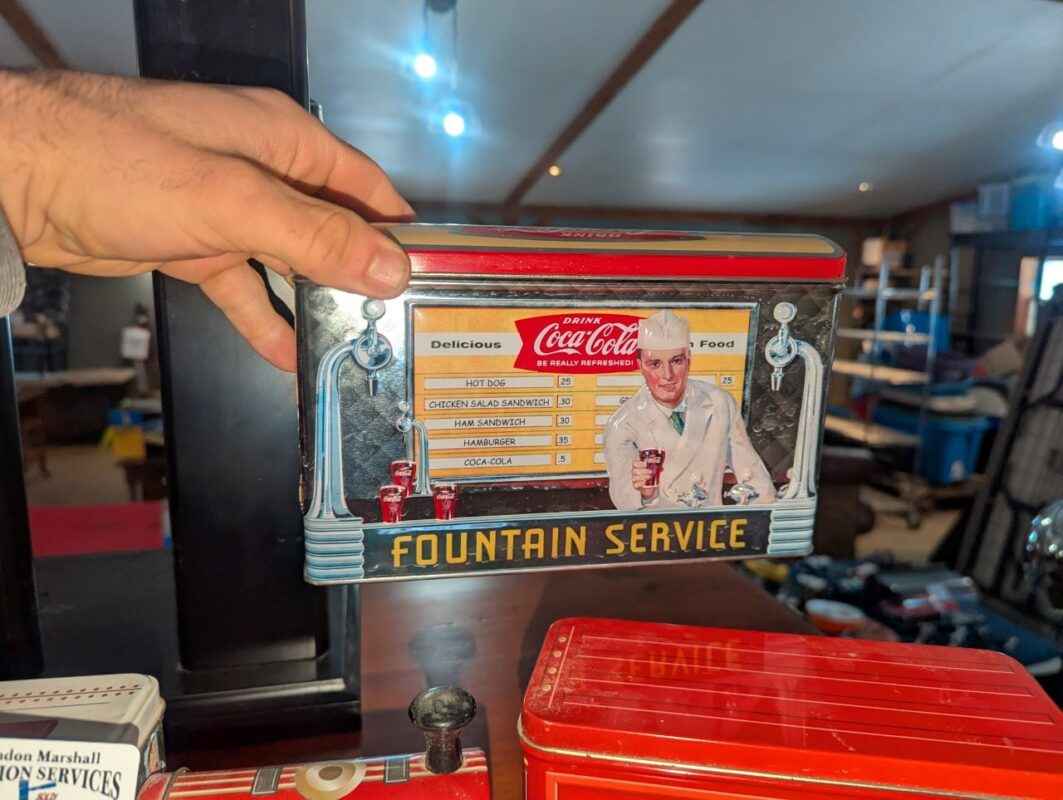 DRINK
Delicious
Coca-Cola
Food
BE REALLY REFRESHED!
HOT DOG .25
.25
CHICKEN SALAD SANDWICH .30
HAM SANDWICH .30
HAMBURGER .35
COCA-COLA .5
FOUNTAIN SERVICE
Marshall
SERVICES